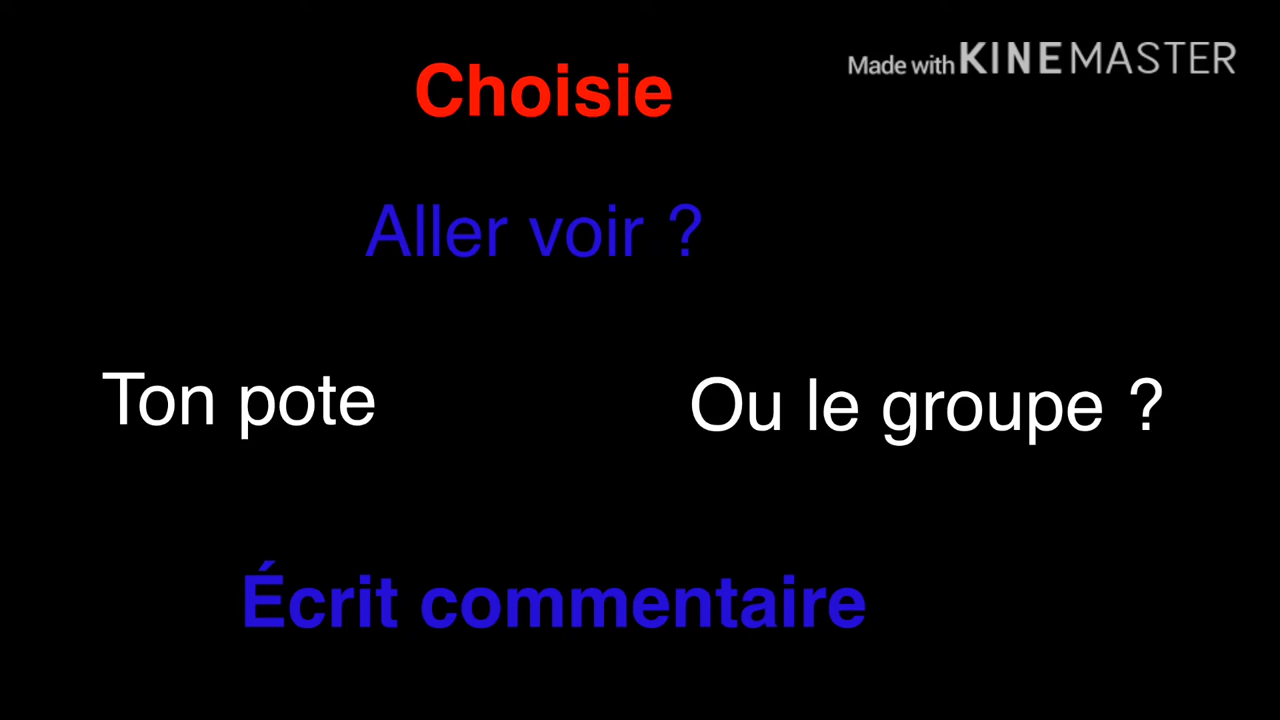 Choisie
Made with KINEMASTER
Aller voir ?
Ton pote
Ou le groupe ?
Écrit commentaire